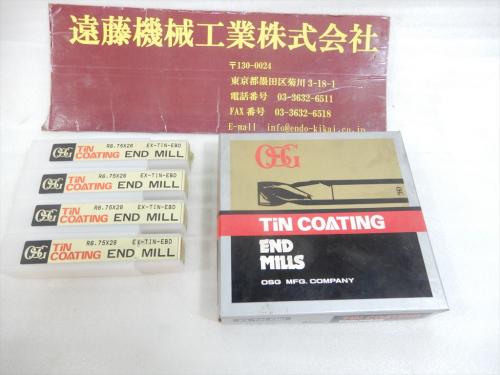 遠藤機械工業株式会社
〒130-0024
東京都墨田区菊川3-18-1
電話番号 03-3632-6511
FAX番号 03-3632-6518
E-mail info@endo-kikai.co.jp
OSG
TiN COATING
END MILLS
OSG MFG. COMPANY
R6.75X28 EX-TIN-EBD
OSG TiN COATING END MILL
R6.75X28 EX-TIN-EBD
OSG TiN COATING END MILL
R6.75X28 EX-TIN-EBD
OSG TiN COATING END MILL
R6.75X28 EX-TIN-EBD
OSG TiN COATING END MILL